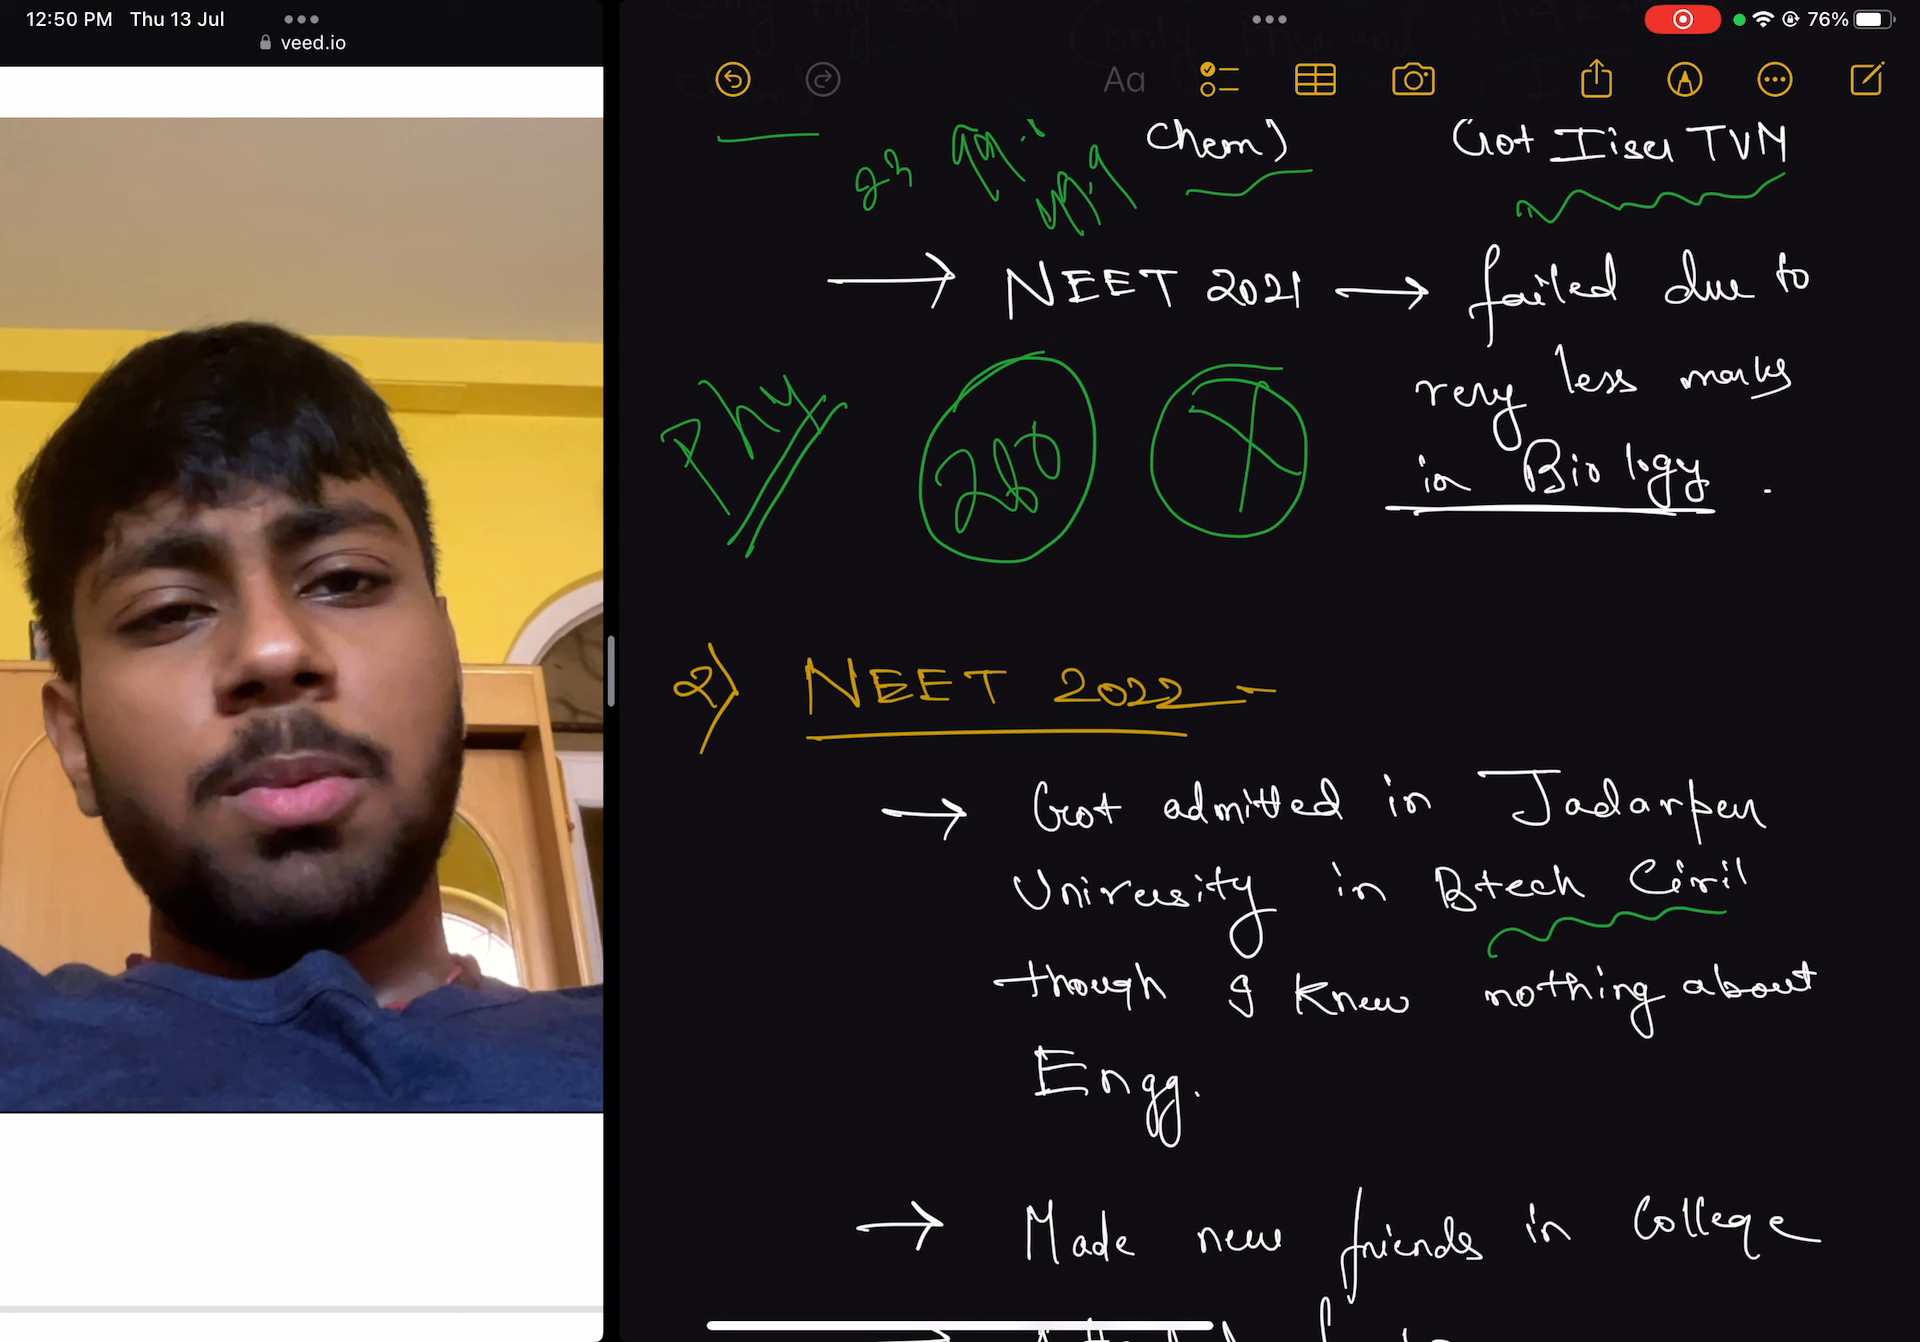 12:50 PM Thu 13 Jul
veed.io
76%
Aa
Chem)
Got Iiser TVM
NEET 2021 → failed due to
very less marks
in Biology .
Phy
280
2) NEET 2022 -
→ Got admitted in Jadavpur
University in Btech Civil
though I knew nothing about
Engg.
→ Made new friends in College